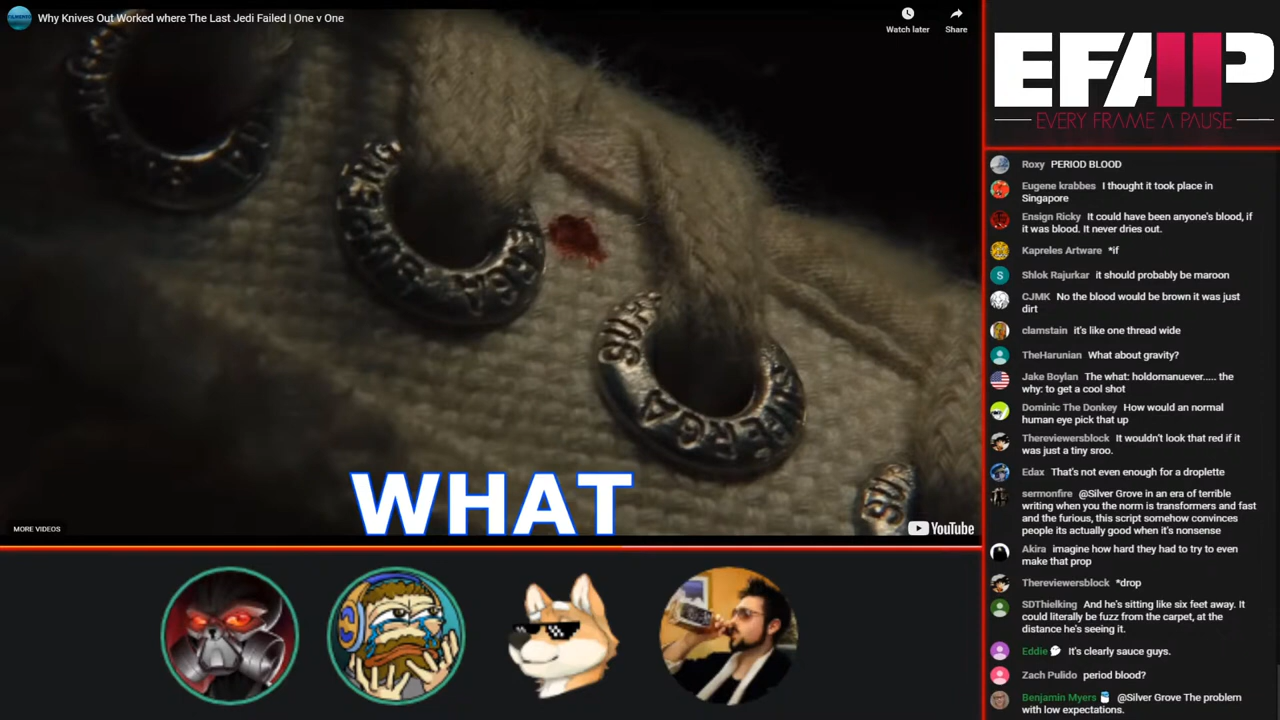 Why Knives Out Worked where The Last Jedi Failed | One v One
Watch later
Share
WHAT
MORE VIDEOS
YouTube
EFAP
EVERY FRAME A PAUSE
Roxy PERIOD BLOOD
Eugene krabbes I thought it took place in
Singapore
Ensign Ricky It could have been anyone's blood, if
it was blood. It never dries out.
Kapreles Artware *if
S
Shlok Rajurkar it should probably be maroon
CJMK No the blood would be brown it was just
dirt
clamstain it's like one thread wide
TheHarunian What about gravity?
Jake Boylan The what: holdomanuever..... the
why: to get a cool shot
Dominic The Donkey How would an normal
human eye pick that up
Thereviewersblock It wouldn't look that red if it
was just a tiny sroo.
Edax That's not even enough for a droplette
sermonfire @Silver Grove in an era of terrible
writing when you the norm is transformers and fast
and the furious, this script somehow convinces
people its actually good when it's nonsense
Akira imagine how hard they had to try to even
make that prop
Thereviewersblock *drop
SDThielking And he's sitting like six feet away. It
could literally be fuzz from the carpet, at the
distance he's seeing it.
Eddie It's clearly sauce guys.
Zach Pulido period blood?
Benjamin Myers @Silver Grove The problem
with low expectations.